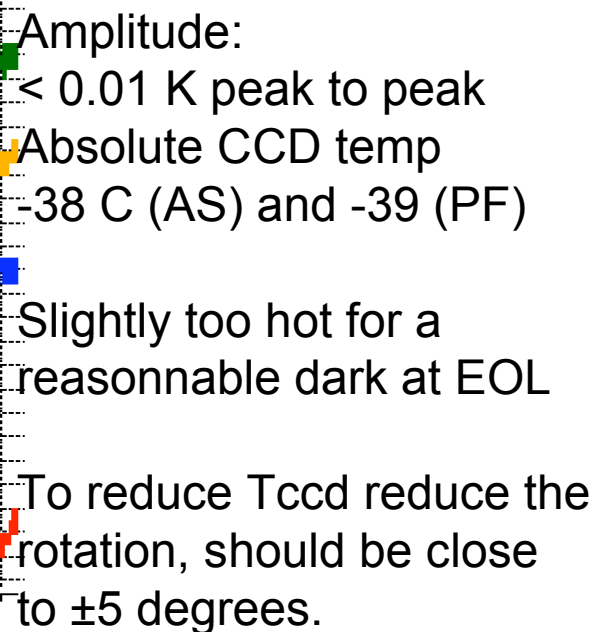 Amplitude:
< 0.01 K peak to peak
Absolute CCD temp
-38 C (AS) and -39 (PF)
Slightly too hot for a
reasonnable dark at EOL
To reduce Tccd reduce the
rotation, should be close
to ±5 degrees.